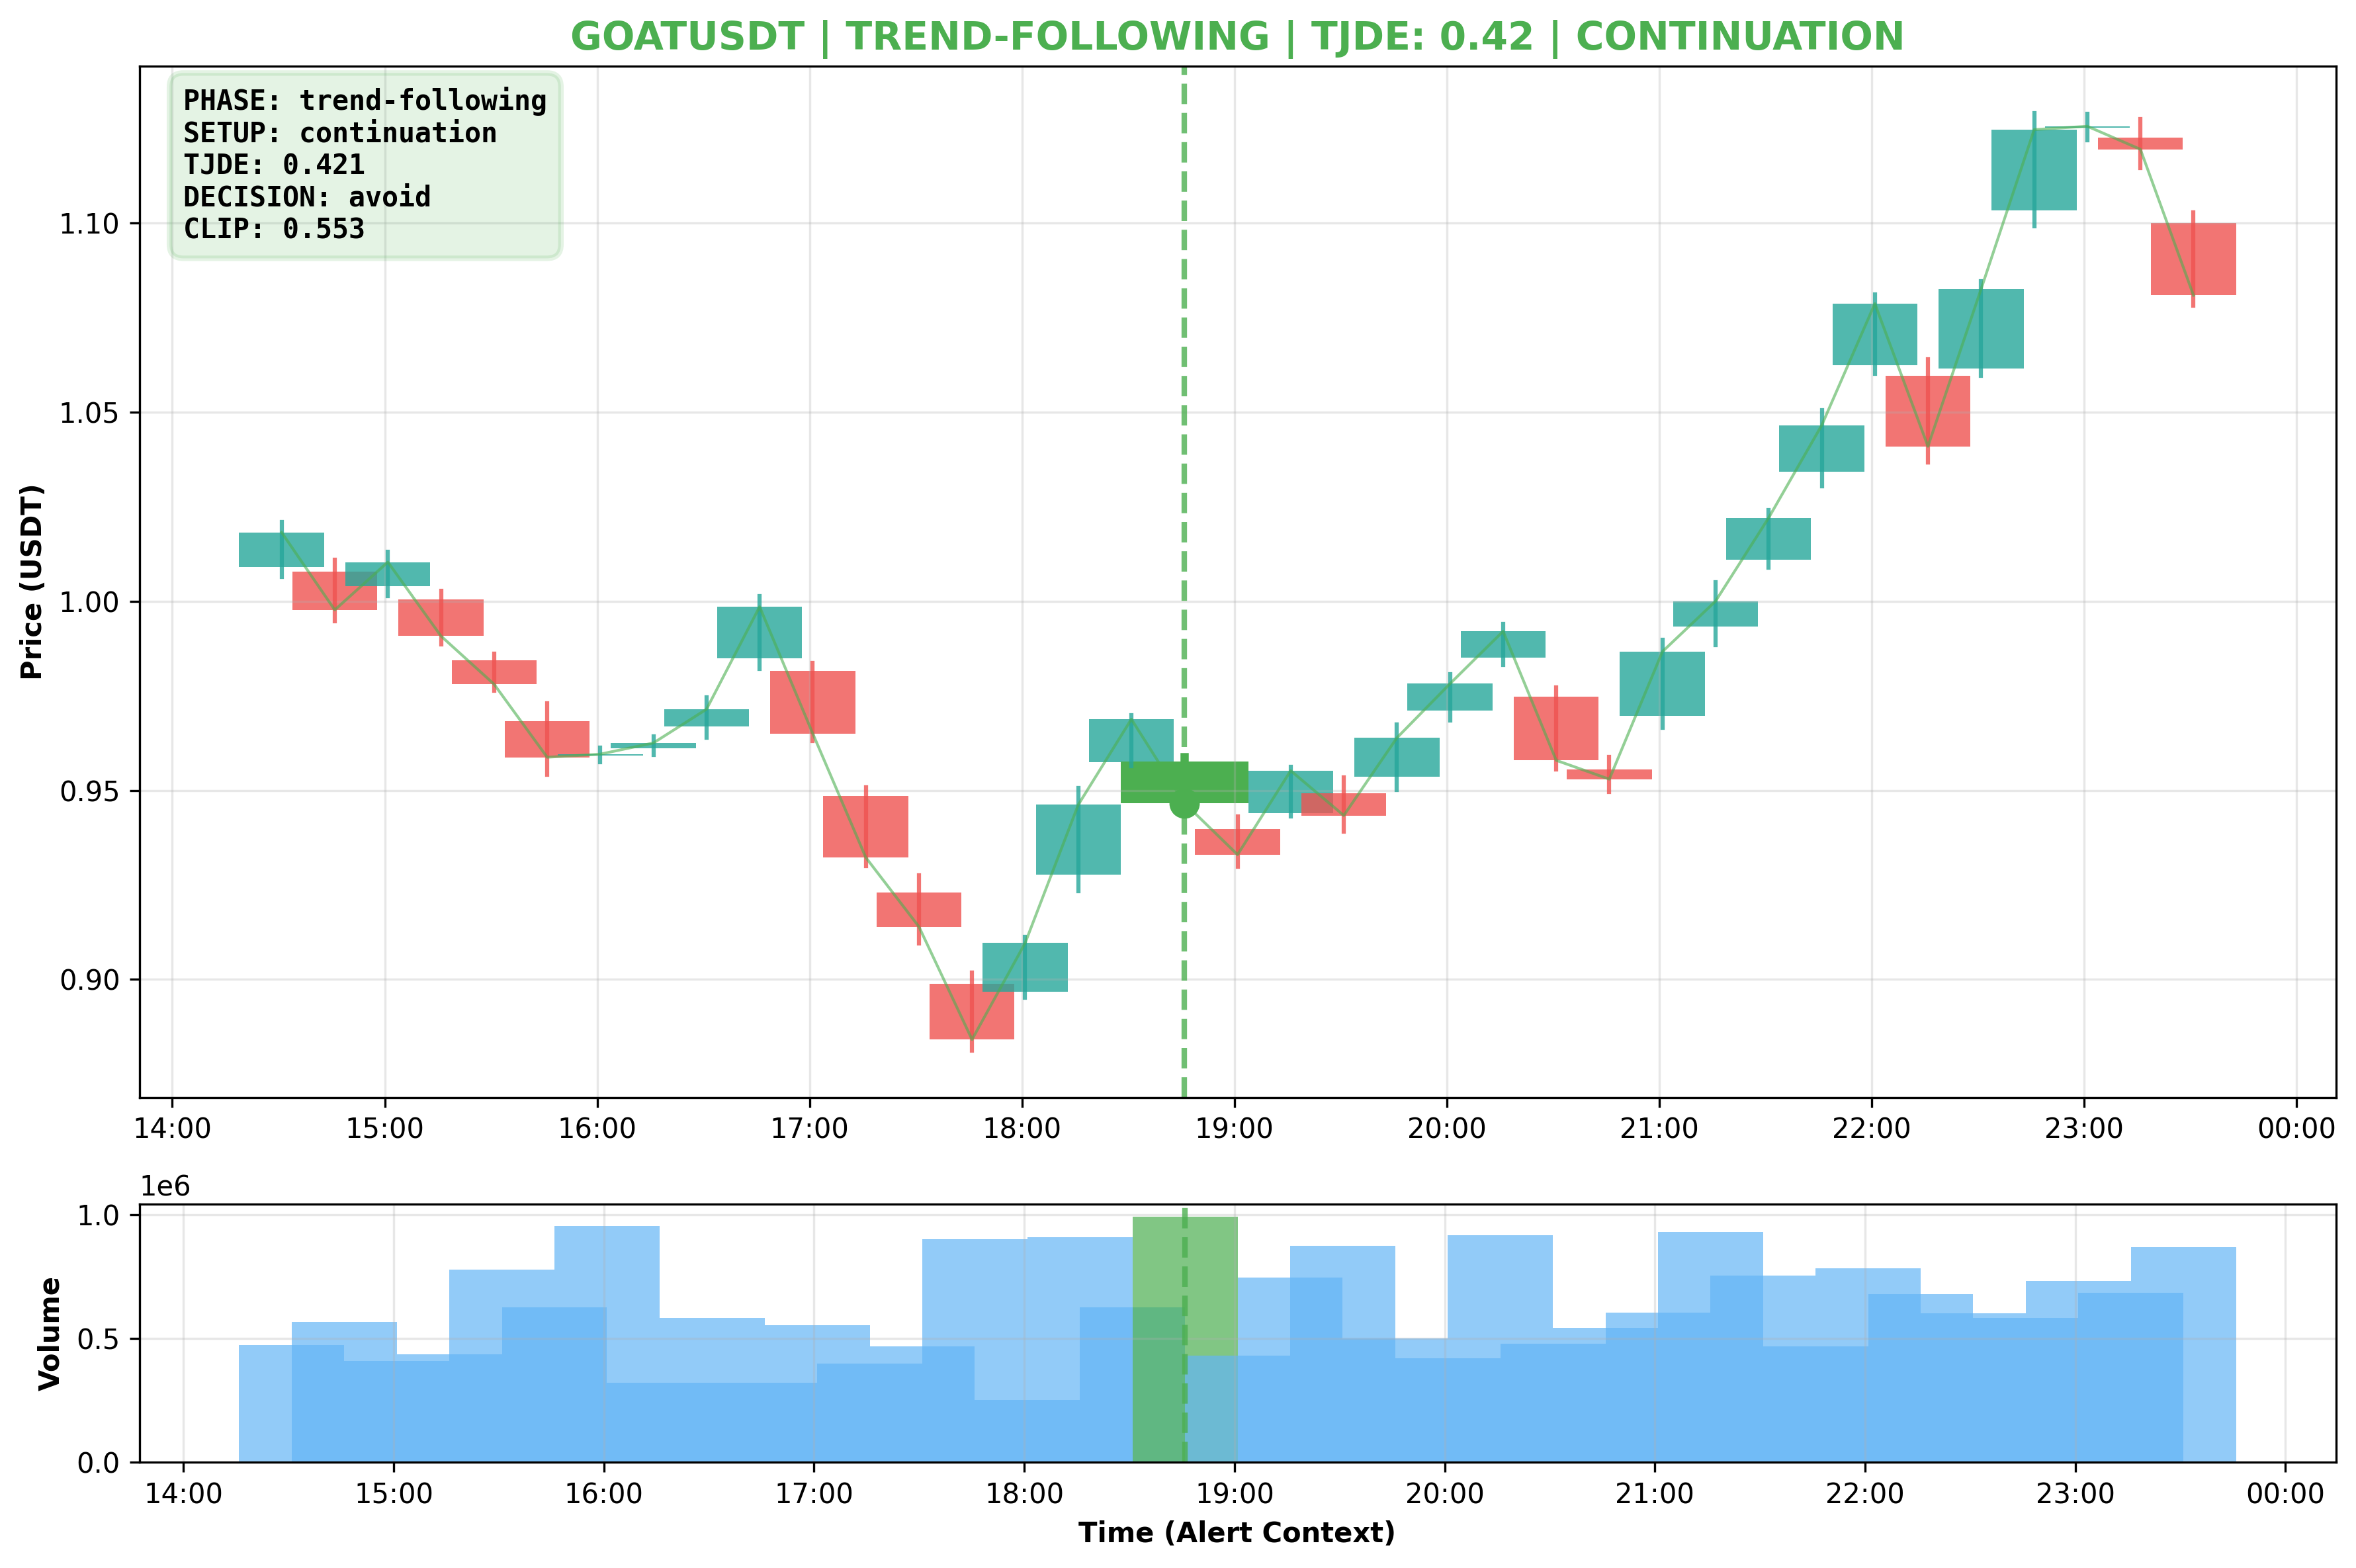 GOATUSDT | TREND-FOLLOWING | TJDE: 0.42 | CONTINUATION
PHASE: trend-following
SETUP: continuation
TJDE: 0.421
DECISION: avoid
CLIP: 0.553
Price (USDT)
1.10
1.05
1.00
0.95
0.90
14:00 15:00 16:00 17:00 18:00 19:00 20:00 21:00 22:00 23:00 00:00
1e6
Volume
1.0
0.5
0.0
14:00 15:00 16:00 17:00 18:00 19:00 20:00 21:00 22:00 23:00 00:00
Time (Alert Context)